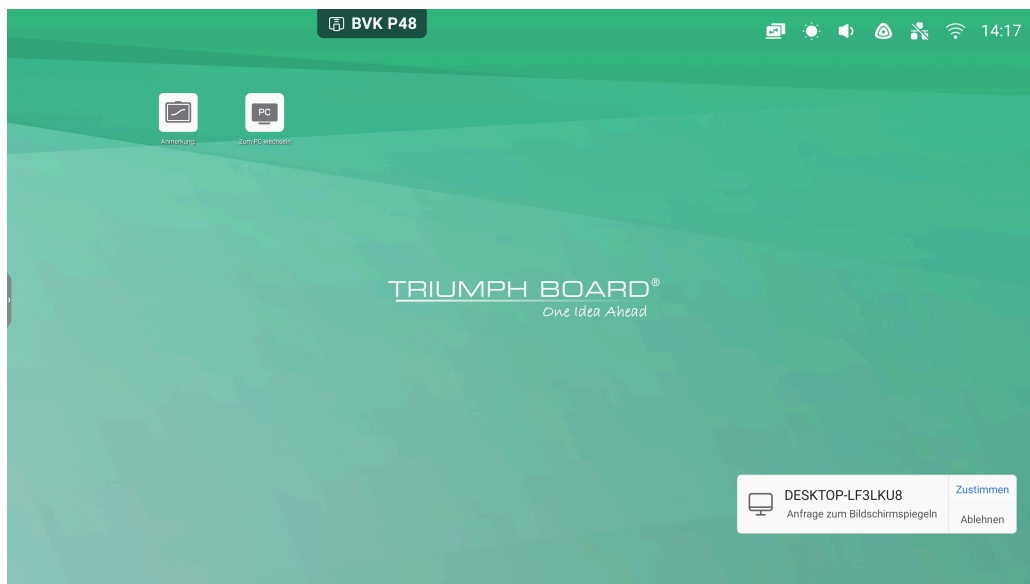 BVK P48
14:17
PC
Anmerkung
Zum PC wechseln
TRIUMPH BOARD®
One Idea Ahead
DESKTOP-LF3LKU8
Zustimmen
Anfrage zum Bildschirmspiegeln
Ablehnen